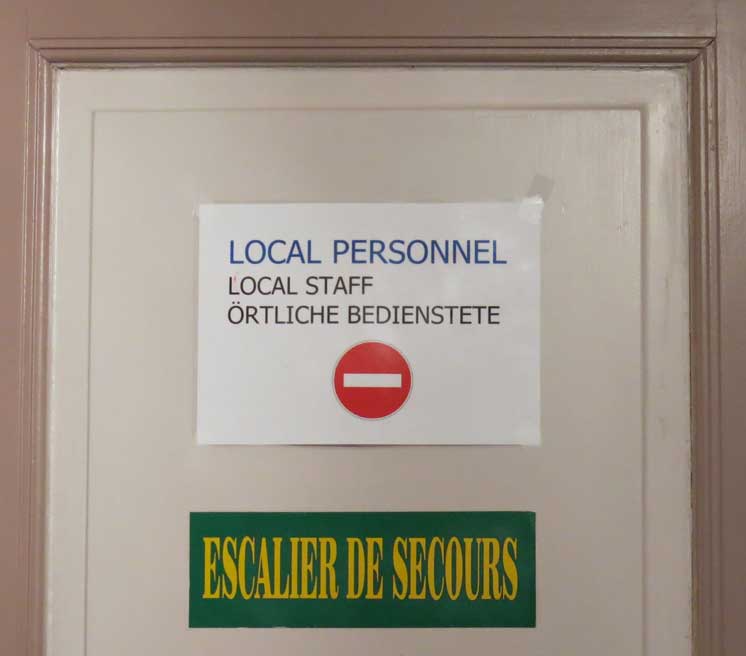 LOCAL PERSONNEL
LOCAL STAFF
ÖRTLICHE BEDIENSTETE
ESCALIER DE SECOURS